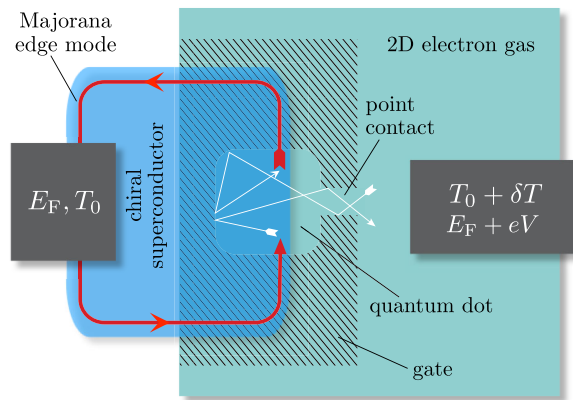 Majorana
edge mode
2D electron gas
point
contact
E_F, T_0
chiral
superconductor
T_0 + δT
E_F + eV
quantum dot
gate